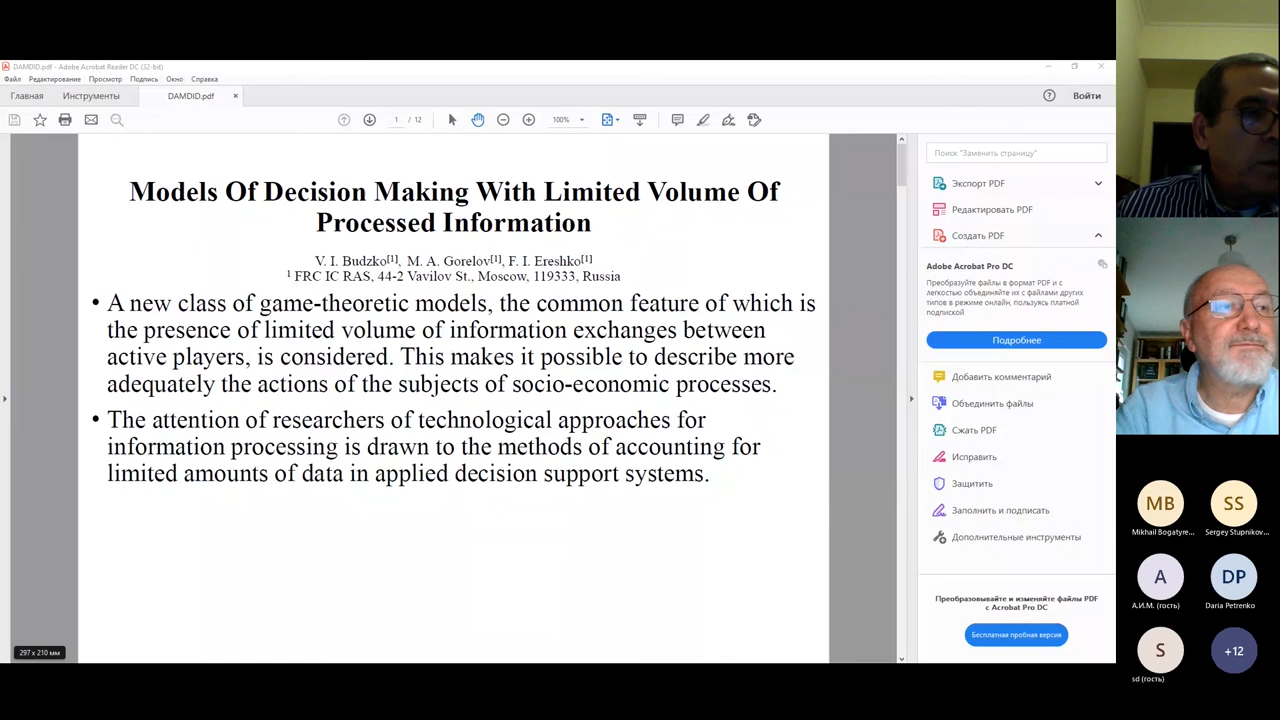 DAMDID.pdf - Adobe Acrobat Reader DC (32-bit)
Файл Редактирование Просмотр Подпись Окно Справка
Главная Инструменты DAMDID.pdf × Войти
1 / 12 100%
Models Of Decision Making With Limited Volume Of
Processed Information
V. I. Budzko[1], M. A. Gorelov[1], F. I. Ereshko[1]
1 FRC IC RAS, 44-2 Vavilov St., Moscow, 119333, Russia
• A new class of game-thethetic models, the common feature of which is
the presence of limited volume of information exchanges between
active players, is considered. This makes it possible to describe more
adequately the actions of the subjects of socio-economic processes.
• The attention of researchers of technological approaches for
information processing is drawn to the methods of accounting for
limited amounts of data in applied decision support systems.
297 x 210 мм
Поиск "Заменить страницу"
Экспорт PDF
Редактировать PDF
Создать PDF
Adobe Acrobat Pro DC
Преобразуйте файлы в формат PDF и с
легкостью объединяйте их с файлами других
типов в режиме онлайн, пользуясь платной
подпиской
Подробнее
Добавить комментарий
Объединить файлы
Сжать PDF
Исправить
Защитить
Заполнить и подписать
Дополнительные инструменты
Преобразовывайте и изменяйте файлы PDF
с Acrobat Pro DC
Бесплатная пробная версия
MB SS
Mikhail Bogatyre... Sergey Stupnikov...
A DP
А.И.М. (гость) Daria Petrenko
S +12
sd (гость)